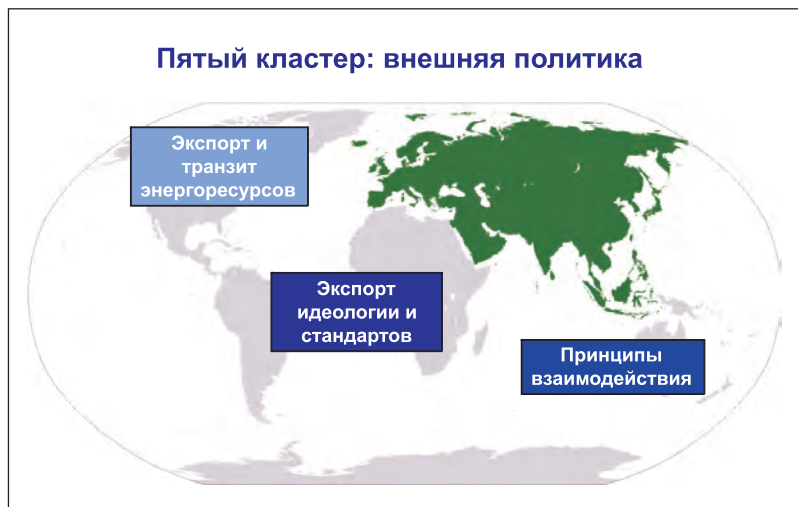 Пятый кластер: внешняя политика
Экспорт и
транзит
энергоресурсов
Экспорт
идеологии и
стандартов
Принципы
взаимодействия